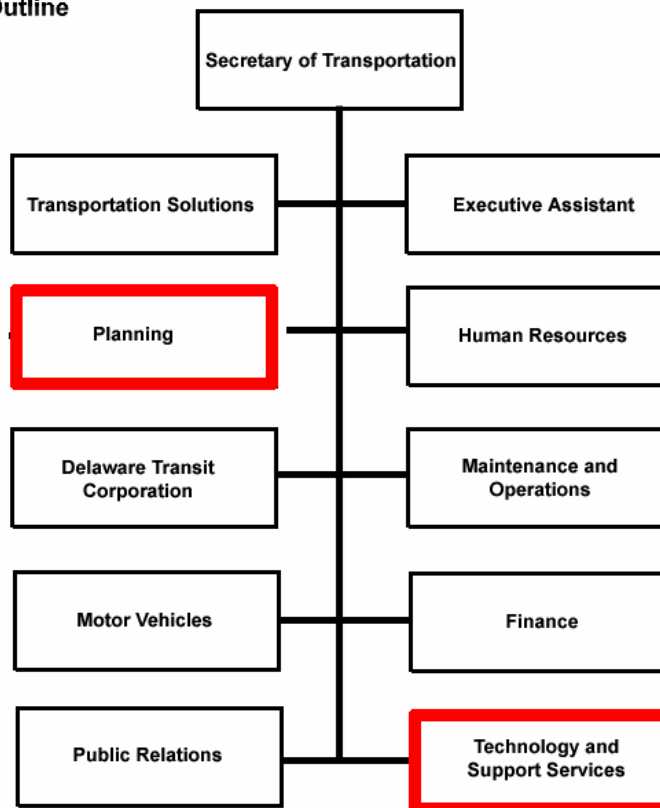 Outline
Secretary of Transportation
Transportation Solutions
Executive Assistant
Planning
Human Resources
Delaware Transit
Corporation
Maintenance and
Operations
Motor Vehicles
Finance
Public Relations
Technology and
Support Services